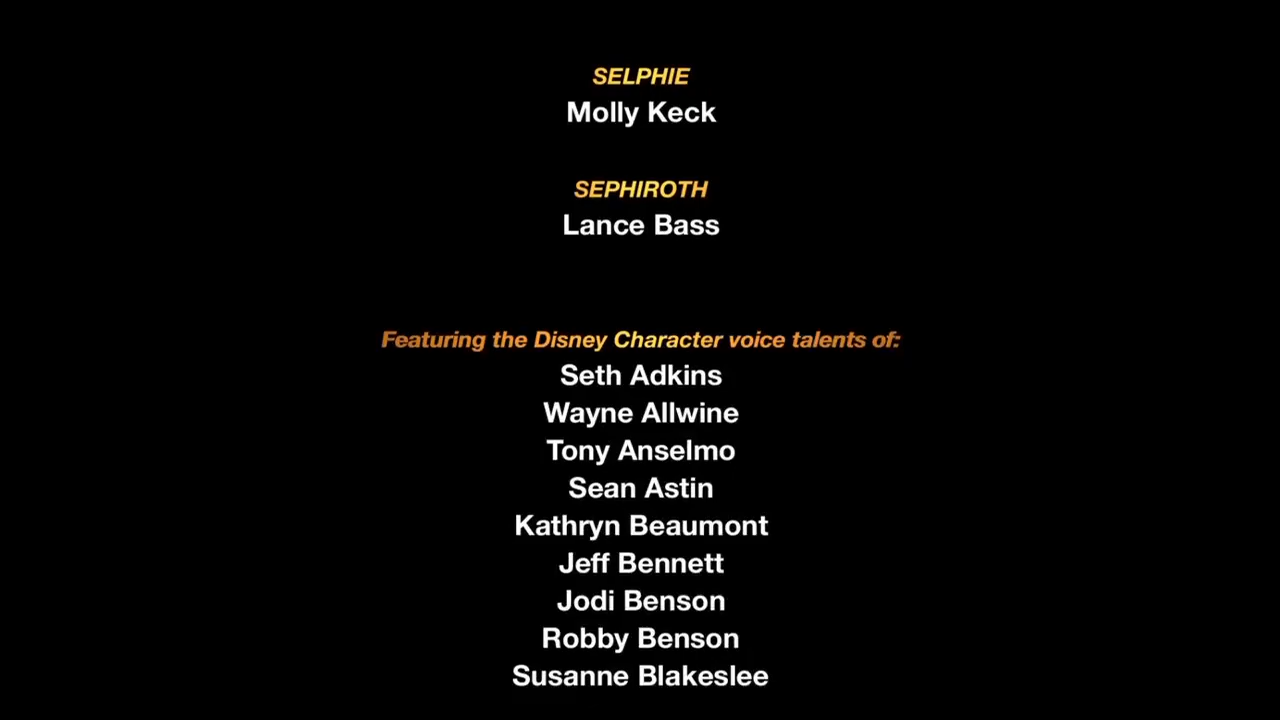 SELPHIE
Molly Keck
SEPHIROTH
Lance Bass
Featuring the Disney Character voice talents of:
Seth Adkins
Wayne Allwine
Tony Anselmo
Sean Astin
Kathryn Beaumont
Jeff Bennett
Jodi Benson
Robby Benson
Susanne Blakeslee